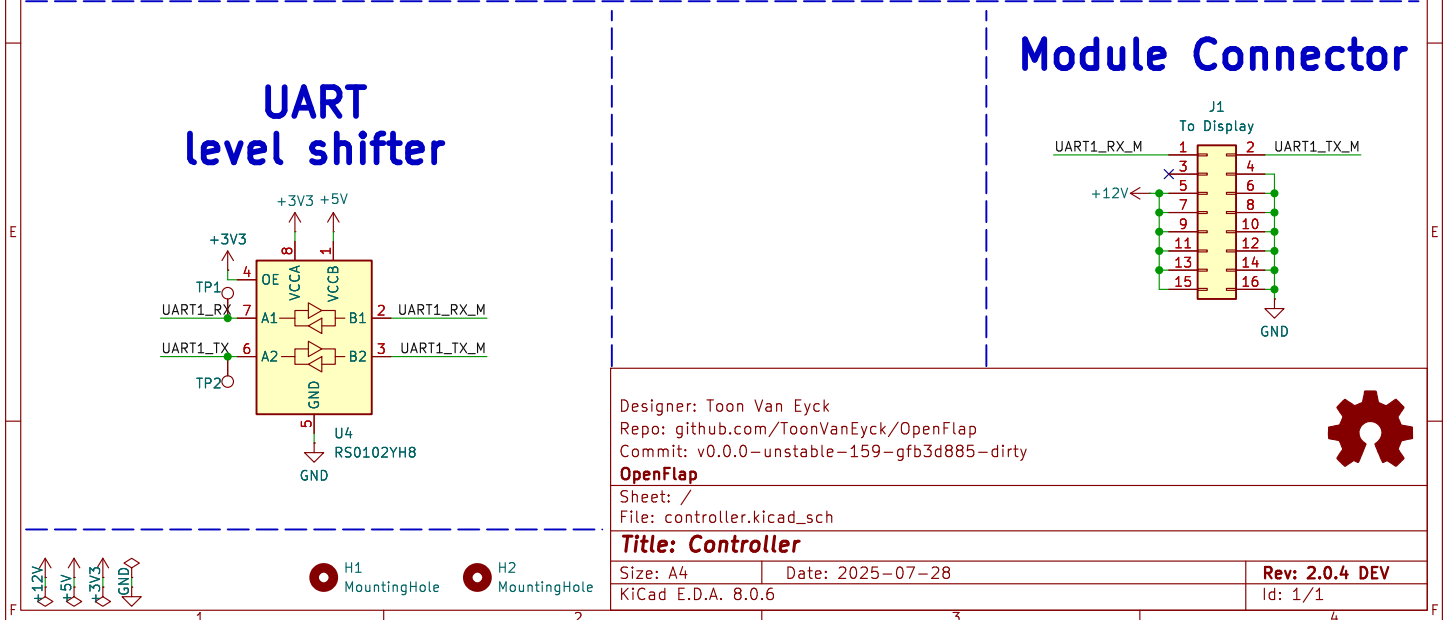 UART
level shifter
+3V3
+5V
+3V3
8
1
4
OE
VCCA
VCCB
TP1
UART1_RX
7
A1
B1
2
UART1_RX_M
UART1_TX
6
A2
B2
3
UART1_TX_M
TP2
GND
5
U4
RS0102YH8
GND
Module Connector
J1
To Display
UART1_RX_M
1
2
UART1_TX_M
3
4
+12V
5
6
7
8
9
10
11
12
13
14
15
16
GND
E
E
Designer: Toon Van Eyck
Repo: github.com/ToonVanEyck/OpenFlap
Commit: v0.0.0-unstable-159-gfb3d885-dirty
OpenFlap
Sheet: /
File: controller.kicad_sch
Title: Controller
Size: A4
Date: 2025-07-28
Rev: 2.0.4 DEV
KiCad E.D.A. 8.0.6
Id: 1/1
+12V
+5V
+3V3
GND
H1
MountingHole
H2
MountingHole
F
F
1
2
3
4